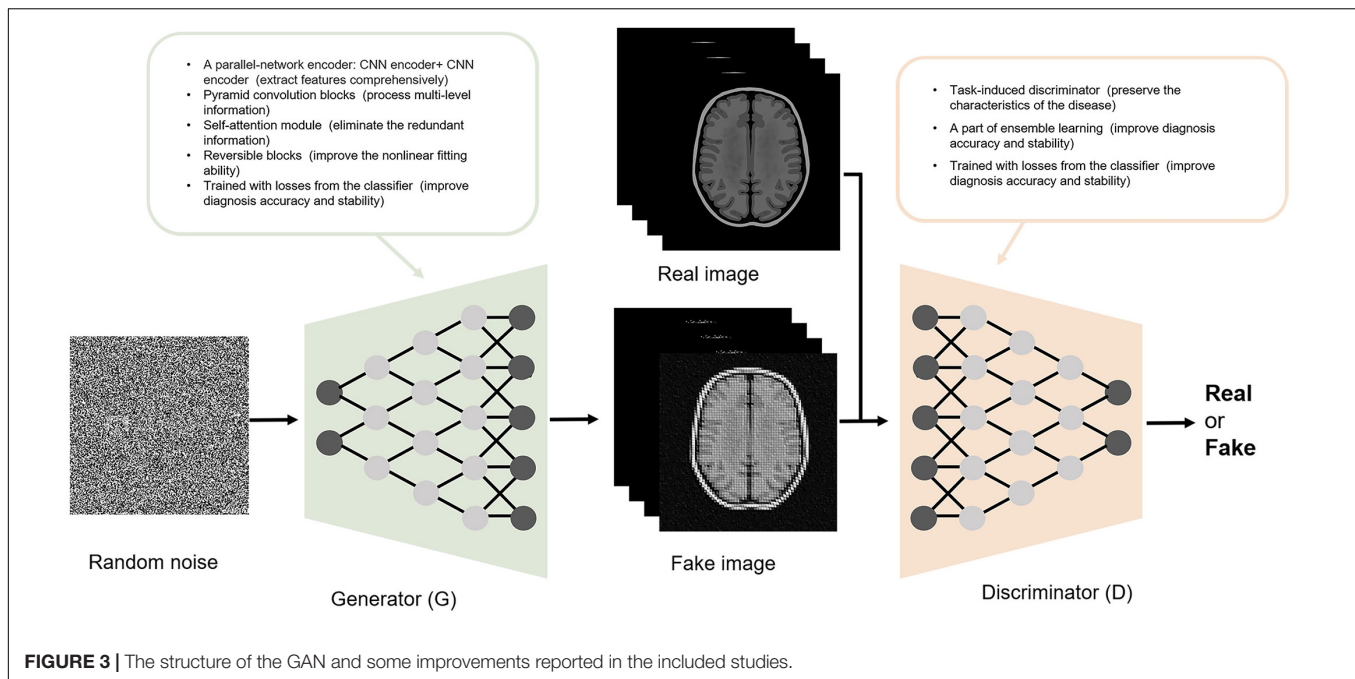 • A parallel-network encoder: CNN encoder+ CNN
encoder (extract features comprehensively)
• Pyramid convolution blocks (process multi-level
information)
• Self-attention module (eliminate the redundant
information)
• Reversible blocks (improve the nonlinear fitting
ability)
• Trained with losses from the classifier (improve
diagnosis accuracy and stability)
• Task-induced discriminator (preserve the
characteristics of the disease)
• A part of ensemble learning (improve diagnosis
accuracy and stability)
• Trained with losses from the classifier (improve
diagnosis accuracy and stability)
Real image
Random noise
Generator (G)
Fake image
Discriminator (D)
Real
or
Fake
FIGURE 3 | The structure of the GAN and some improvements reported in the included studies.